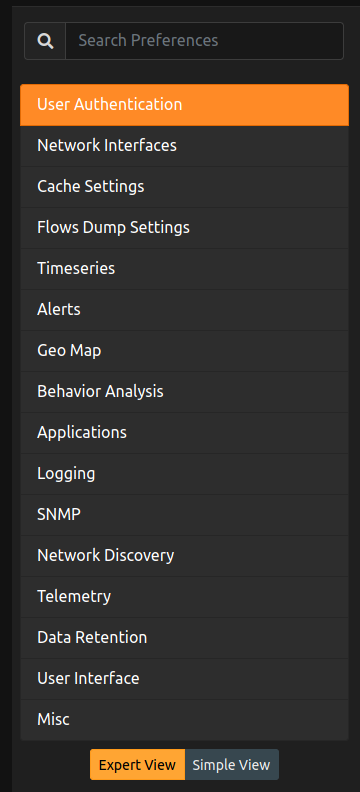 Search Preferences
User Authentication
Network Interfaces
Cache Settings
Flows Dump Settings
Timeseries
Alerts
Geo Map
Behavior Analysis
Applications
Logging
SNMP
Network Discovery
Telemetry
Data Retention
User Interface
Misc
Expert View Simple View